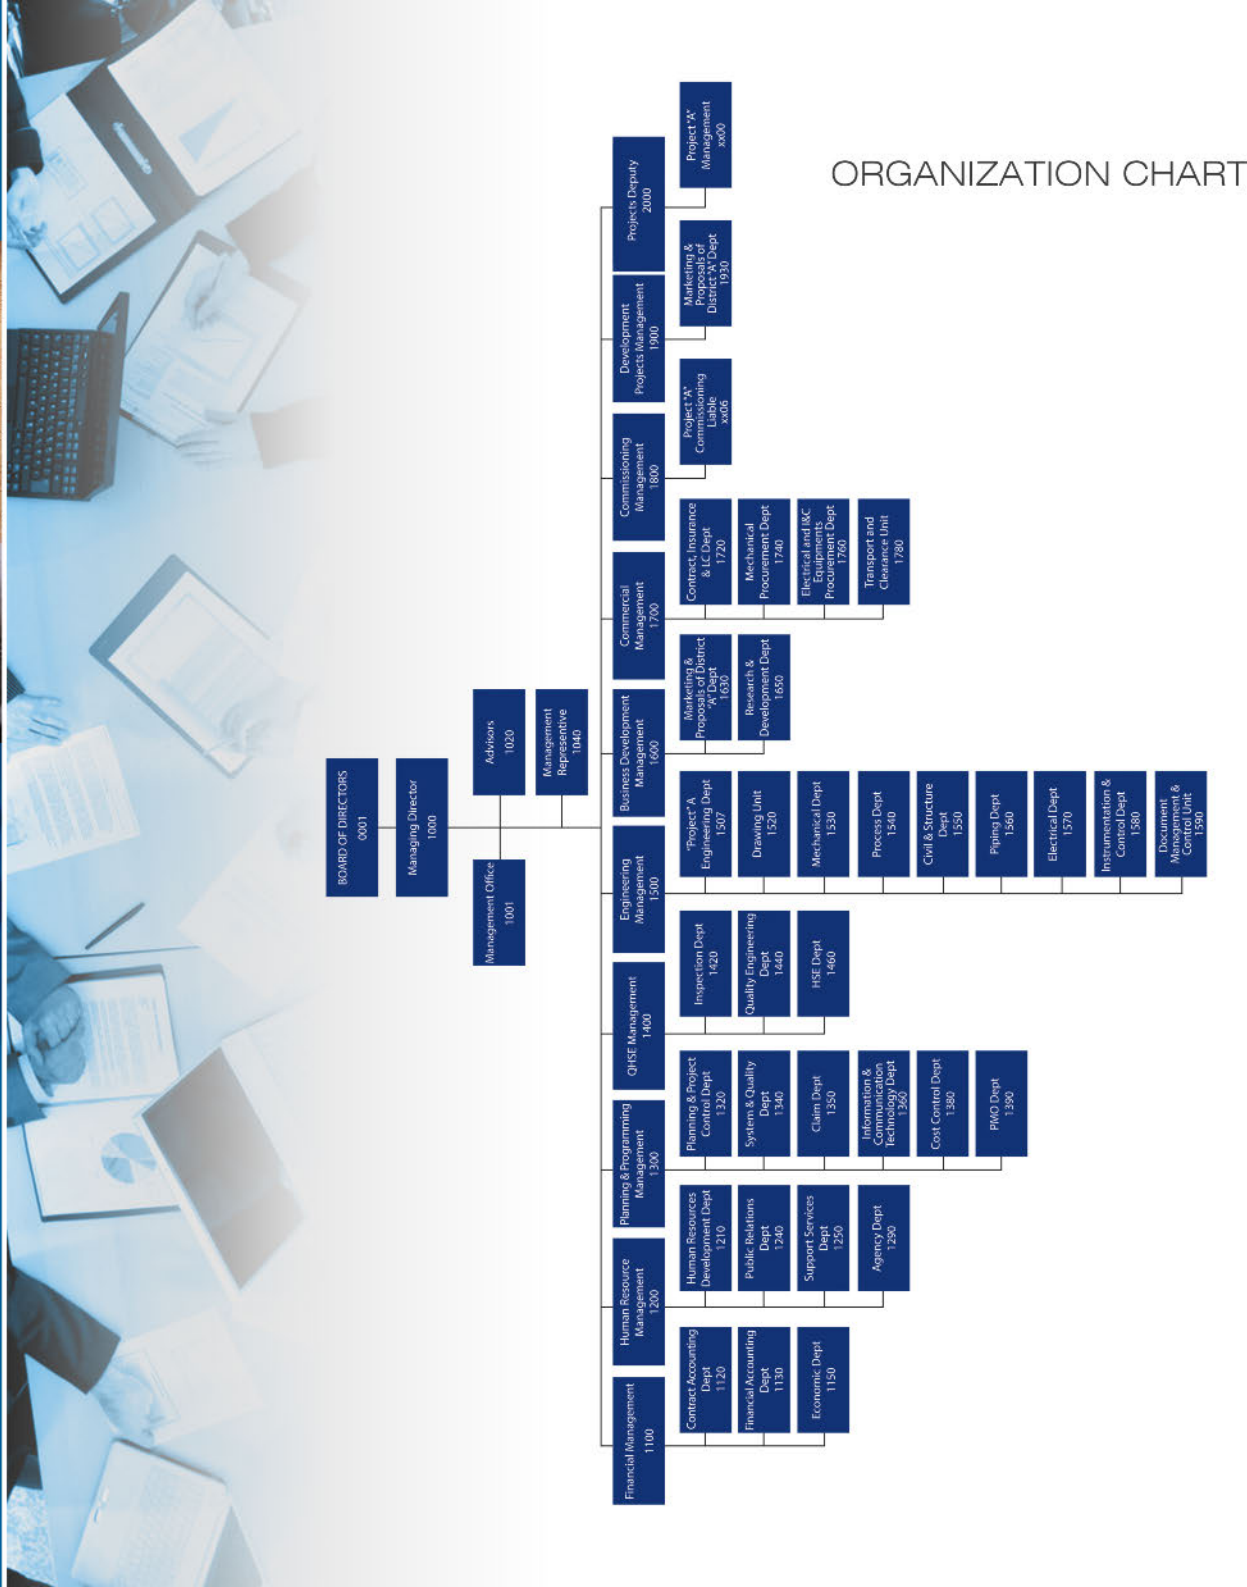 ORGANIZATION CHART
BOARD OF DIRECTORS
0001
Managing Director
1000
Management Office
1001
Advisors
1020
Management
Representive
1040
Financial Management
1100
Contract Accounting
Dept
1120
Financial Accounting
Dept
1130
Economic Dept
1150
Human Resource
Management
1200
Human Resources
Development Dept
1210
Public Relations
Dept
1240
Support Services
Dept
1250
Agency Dept
1290
Planning & Programming
Management
1300
Planning & Project
Control Dept
1320
System & Quality
Dept
1340
Claim Dept
1350
Information &
Communication
Technology Dept
1360
Cost Control Dept
1380
PMO Dept
1390
QHSE Management
1400
Inspection Dept
1420
Quality Engineering
Dept
1440
HSE Dept
1460
Engineering
Management
1500
"Project" A
Engineering Dept
1507
Drawing Unit
1520
Mechanical Dept
1530
Process Dept
1540
Civil & Structure
Dept
1550
Piping Dept
1560
Electrical Dept
1570
Instrumentation &
Control Dept
1580
Document
Management &
Control Unit
1590
Business Development
Management
1600
Marketing &
Proposals of District
"A" Dept
1630
Research &
Development Dept
1650
Commercial
Management
1700
Contract, Insurance
& LC Dept
1720
Mechanical
Procurement Dept
1740
Electrical and I&C
Equipments
Procurement Dept
1760
Transport and
Clearance Unit
1780
Commissioning
Management
1800
Project "A"
Commissioning
Liable
xx06
Development
Projects Management
1900
Marketing &
Proposals of
District "A" Dept
1930
Projects Deputy
2000
Project "A"
Management
xx00